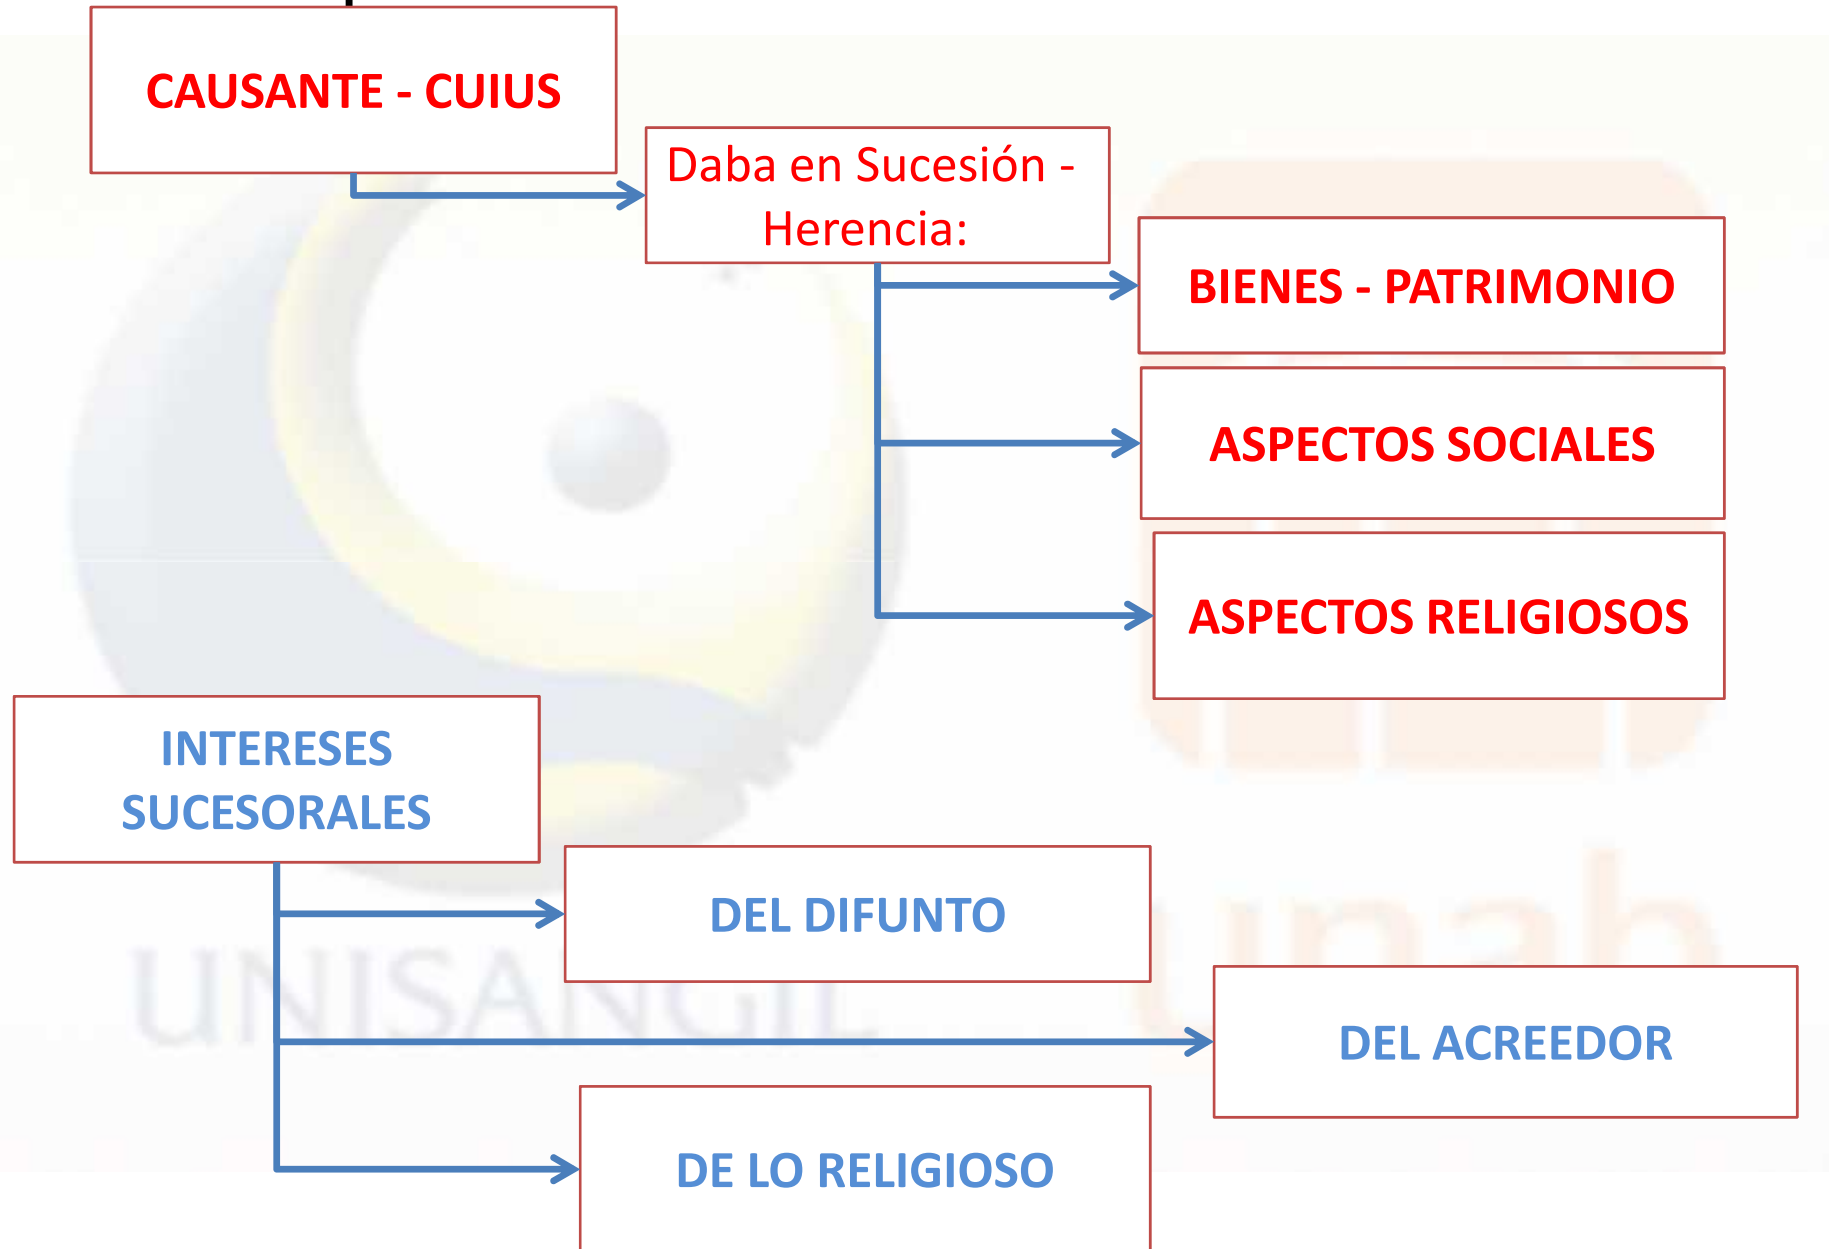 CAUSANTE - CUIUS
Daba en Sucesión -
Herencia:
BIENES - PATRIMONIO
ASPECTOS SOCIALES
ASPECTOS RELIGIOSOS
INTERESES
SUCESORALES
DEL DIFUNTO
unab
UNISANGIL
DEL ACREEDOR
DE LO RELIGIOSO